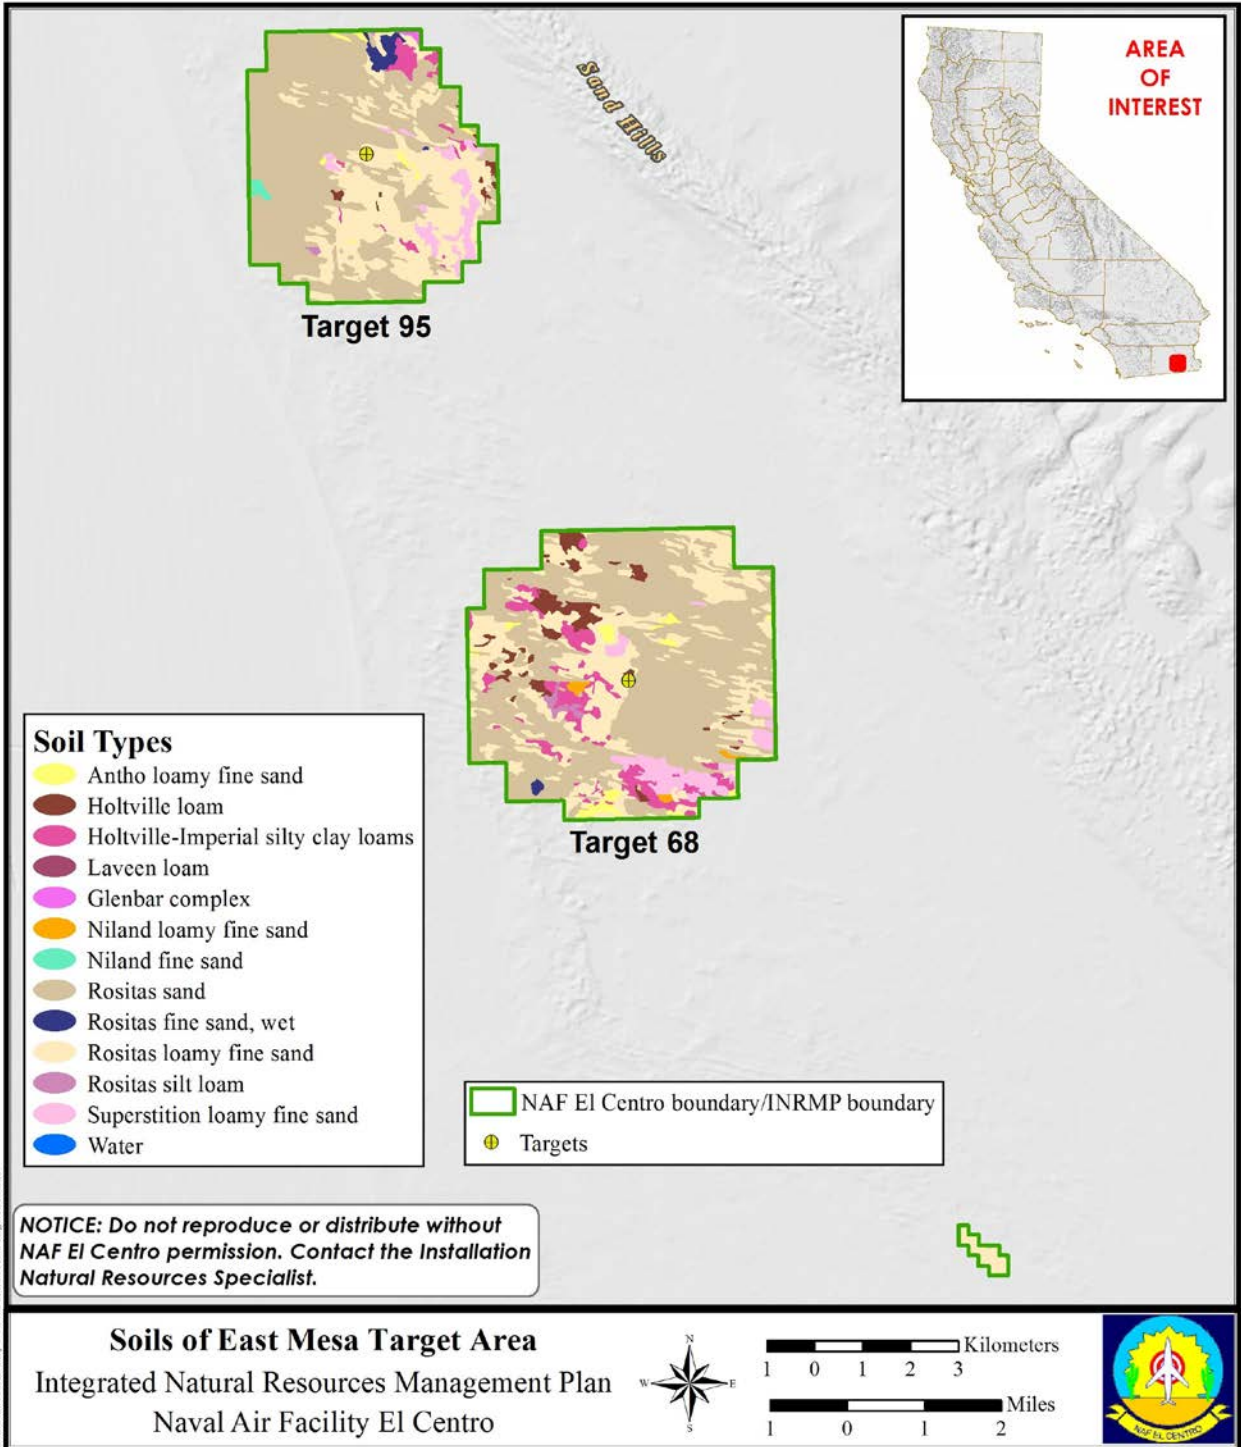 Sand Hills
AREA
OF
INTEREST
Target 95
Target 68
Soil Types
Antho loamy fine sand
Holtville loam
Holtville-Imperial silty clay loams
Laveen loam
Glenbar complex
Niland loamy fine sand
Niland fine sand
Rositas sand
Rositas fine sand, wet
Rositas loamy fine sand
Rositas silt loam
Superstition loamy fine sand
Water
NAF El Centro boundary/INRMP boundary
Targets
NOTICE: Do not reproduce or distribute without
NAF El Centro permission. Contact the Installation
Natural Resources Specialist.
Soils of East Mesa Target Area
Integrated Natural Resources Management Plan
Naval Air Facility El Centro
N
W E
S
Kilometers
1 0 1 2 3
Miles
1 0 1 2
NAF EL CENTRO